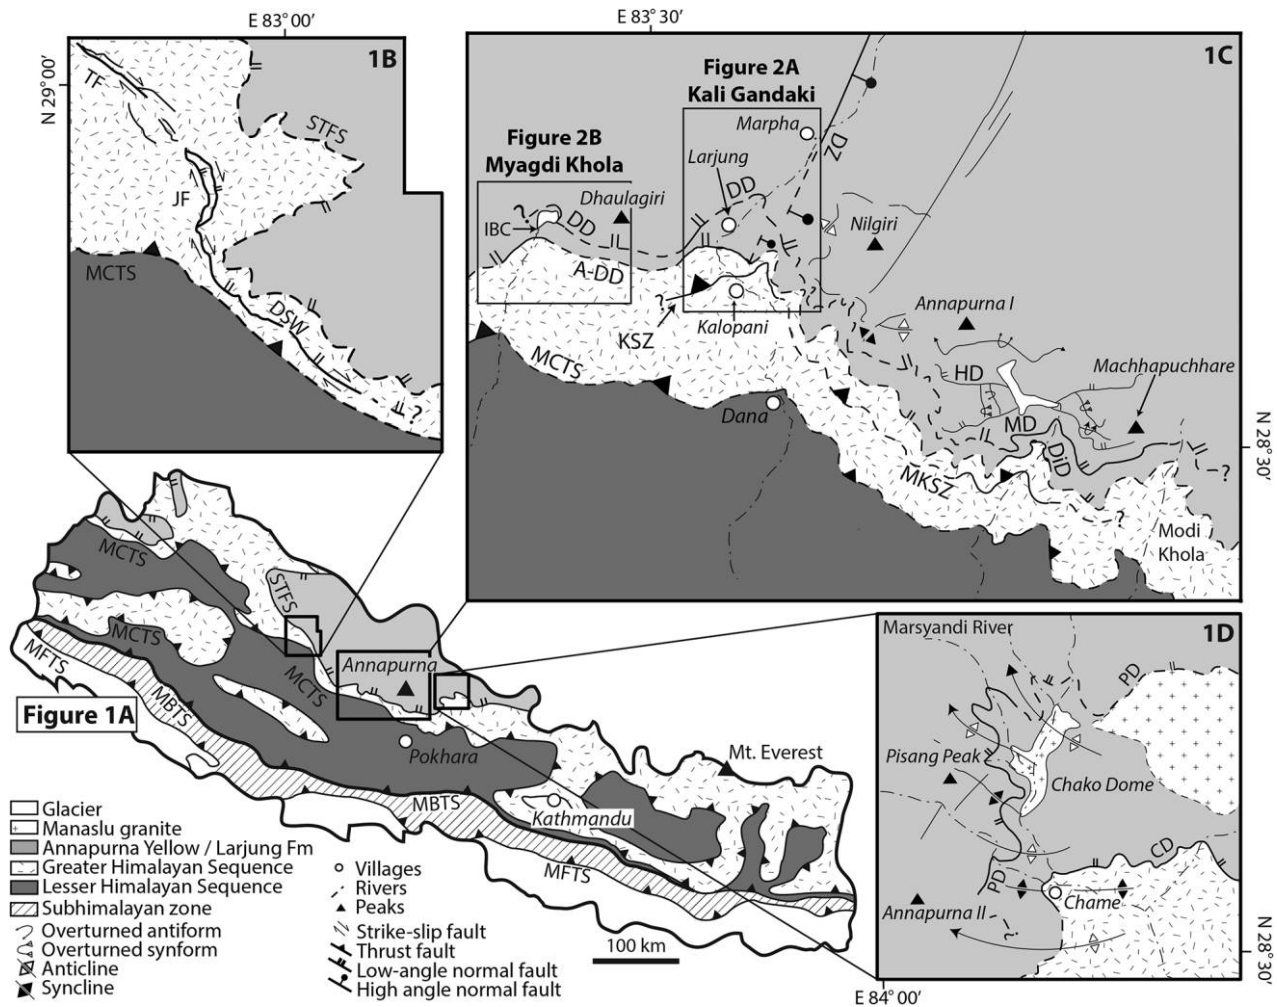 E 83°00’
E 83°30’
N 29°00’
1B
TF
STFS
JF
MCTS
DSW
?
1C
Figure 2A
Kali Gandaki
Marpha
Larjung
DZ
DD
Figure 2B
Myagdi Khola
Dhaulagiri
?
DD
IBC
A-DD
Nilgiri
?
KSZ
Kalopani
?
Annapurna I
MCTS
Machhapuchhare
HD
Dana
MD
DiD
?
MKSZ
?
Modi
Khola
N 28°30’
MCTS
STFS
MCTS
MFTS
MBTS
MCTS
Annapurna
Figure 1A
Pokhara
Mt. Everest
MBTS
Kathmandu
MFTS
100 km
Marsyandi River
1D
PD
Pisang Peak
Chako Dome
CD
PD
Annapurna II
Chame
?
N 28°30’
E 84°00’
Glacier
Manaslu granite
Annapurna Yellow / Larjung Fm
Greater Himalayan Sequence
Lesser Himalayan Sequence
Subhimalayan zone
Overturned antiform
Overturned synform
Anticline
Syncline
Villages
Rivers
Peaks
Strike-slip fault
Thrust fault
Low-angle normal fault
High angle normal fault